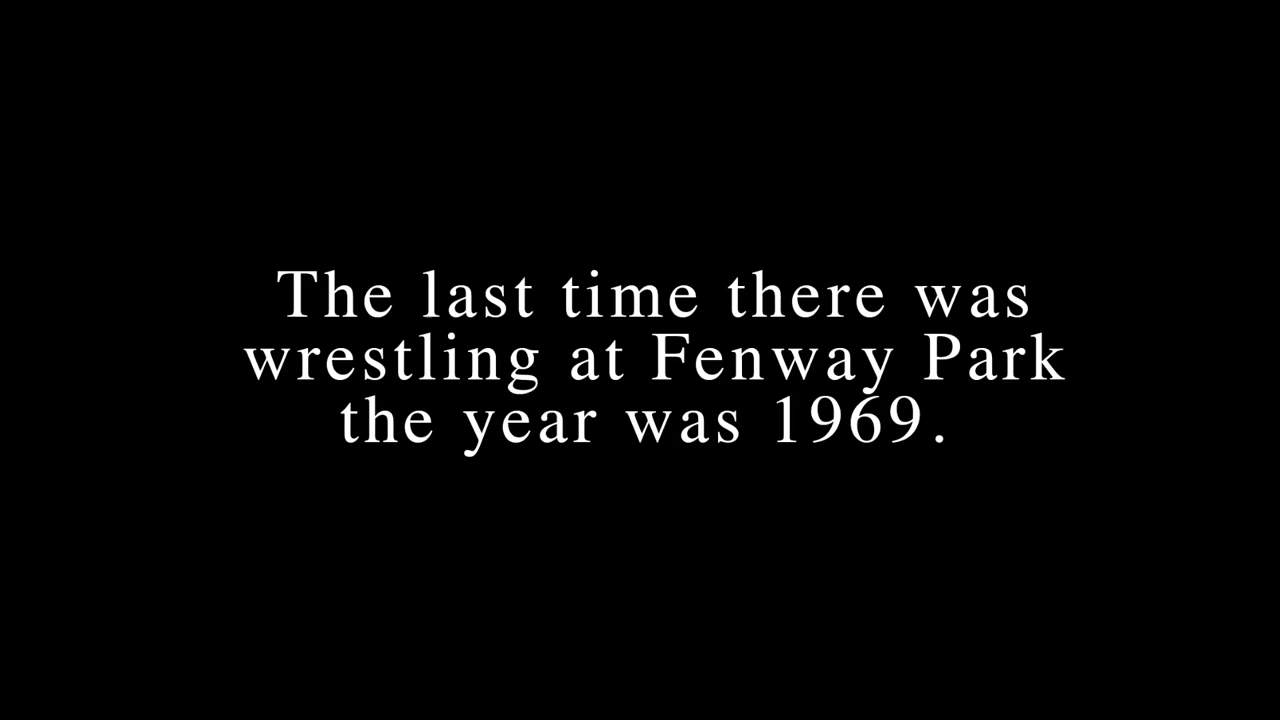 The last time there was
wrestling at Fenway Park
the year was 1969.